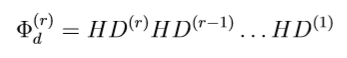 Φ_d^{(r)} = HD^{(r)}HD^{(r−1)} … HD^{(1)}